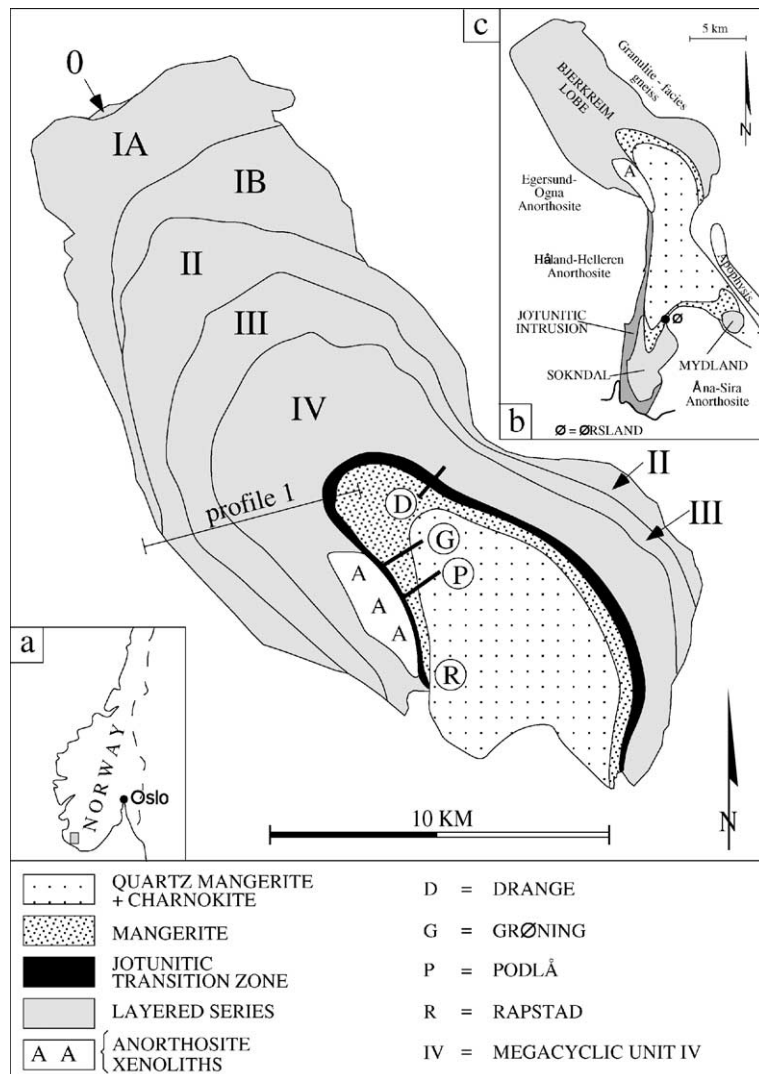 c
5 km
Granulite - facies
gneiss
BJERKREIM
LOBE
N
A
Egersund-
Ogna
Anorthosite
Håland-Helleren
Anorthosite
Apophysis
JOTUNITIC
INTRUSION
Ø
MYDLAND
SOKNDAL
Åna-Sira
Anorthosite
b
Ø = ØRSLAND
0
IA
IB
II
III
IV
II
III
profile 1
D
G
P
A
A
A
R
a
NORWAY
Oslo
10 KM
N
QUARTZ MANGERITE
+ CHARNOKITE
MANGERITE
JOTUNITIC
TRANSITION ZONE
LAYERED SERIES
A A
ANORTHOSITE
XENOLITHS
D = DRANGE
G = GRØNING
P = PODLÅ
R = RAPSTAD
IV = MEGACYCLIC UNIT IV